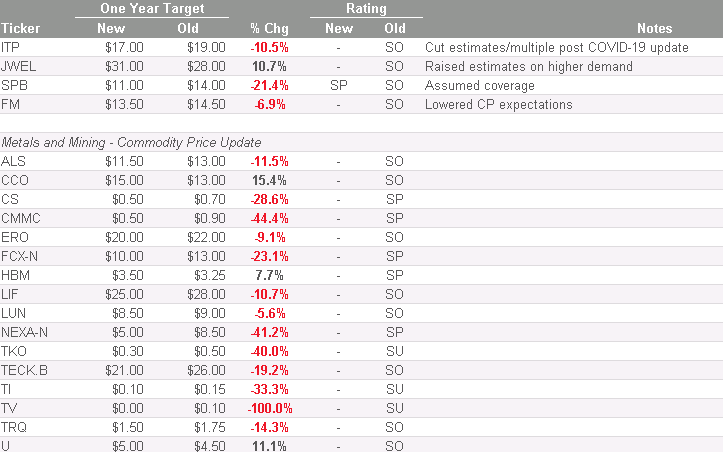 One Year Target Rating
Ticker New Old % Chg New Old Notes
ITP $17.00 $19.00 -10.5% - SO Cut estimates/multiple post COVID-19 update
JWEL $31.00 $28.00 10.7% - SO Raised estimates on higher demand
SPB $11.00 $14.00 -21.4% SP SO Assumed coverage
FM $13.50 $14.50 -6.9% - SO Lowered CP expectations
Metals and Mining - Commodity Price Update
ALS $11.50 $13.00 -11.5% - SO
CCO $15.00 $13.00 15.4% - SO
CS $0.50 $0.70 -28.6% - SP
CMMC $0.50 $0.90 -44.4% - SP
ERO $20.00 $22.00 -9.1% - SO
FCX-N $10.00 $13.00 -23.1% - SP
HBM $3.50 $3.25 7.7% - SP
LIF $25.00 $28.00 -10.7% - SO
LUN $8.50 $9.00 -5.6% - SO
NEXA-N $5.00 $8.50 -41.2% - SP
TKO $0.30 $0.50 -40.0% - SU
TECK.B $21.00 $26.00 -19.2% - SO
TI $0.10 $0.15 -33.3% - SU
TV $0.00 $0.10 -100.0% - SU
TRQ $1.50 $1.75 -14.3% - SO
U $5.00 $4.50 11.1% - SO